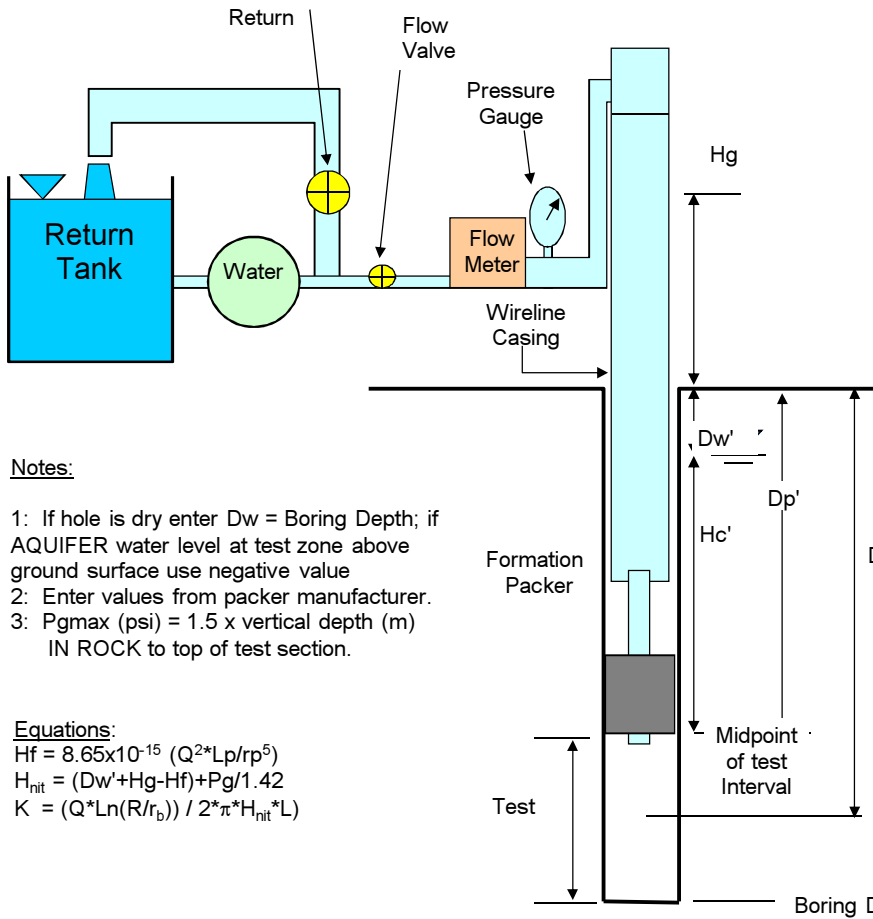 Return
Flow
Valve
Pressure
Gauge
Hg
Return
Tank
Water
Flow
Meter
Wireline
Casing
Dw'
Notes:
Dp'
1: If hole is dry enter Dw = Boring Depth; if
AQUIFER water level at test zone above
ground surface use negative value
2: Enter values from packer manufacturer.
3: Pgmax (psi) = 1.5 x vertical depth (m)
IN ROCK to top of test section.
Hc'
Formation
Packer
D
Equations:
Hf = 8.65x10⁻¹⁵ (Q²*Lp/rp⁵)
Hₙᵢₜ = (Dw'+Hg-Hf)+Pg/1.42
K = (Q*Ln(R/r_b)) / 2*π*Hₙᵢₜ*L)
Midpoint
of test
Interval
Test
Boring D